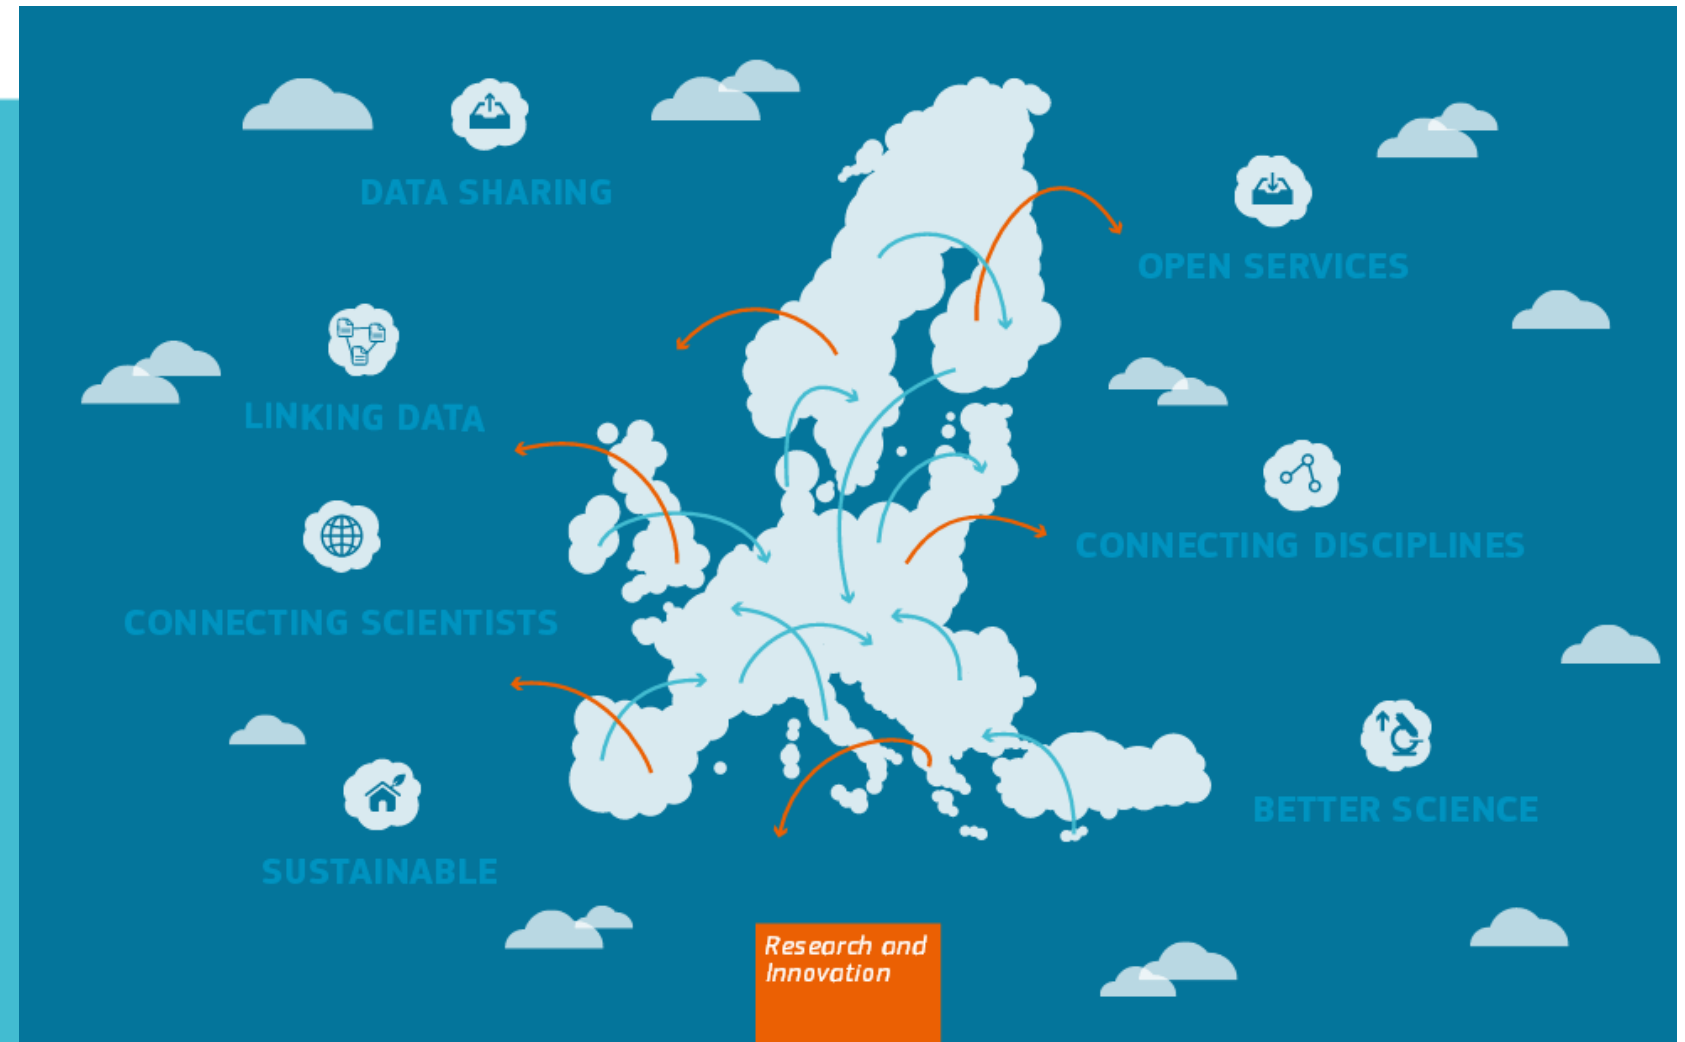 DATA SHARING
OPEN SERVICES
LINKING DATA
CONNECTING DISCIPLINES
CONNECTING SCIENTISTS
BETTER SCIENCE
SUSTAINABLE
Research and
Innovation